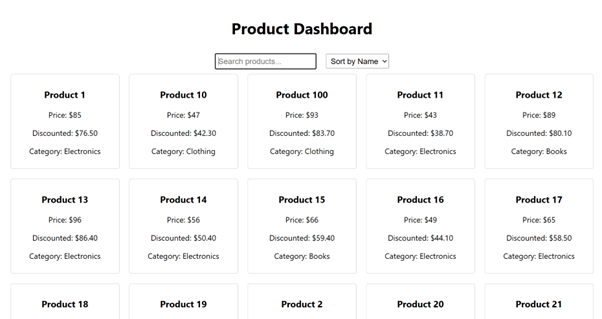 Product Dashboard
Search products...
Sort by Name
Product 1
Price: $85
Discounted: $76.50
Category: Electronics
Product 10
Price: $47
Discounted: $42.30
Category: Clothing
Product 100
Price: $93
Discounted: $83.70
Category: Clothing
Product 11
Price: $43
Discounted: $38.70
Category: Electronics
Product 12
Price: $89
Discounted: $80.10
Category: Books
Product 13
Price: $96
Discounted: $86.40
Category: Electronics
Product 14
Price: $56
Discounted: $50.40
Category: Electronics
Product 15
Price: $66
Discounted: $59.40
Category: Books
Product 16
Price: $49
Discounted: $44.10
Category: Electronics
Product 17
Price: $65
Discounted: $58.50
Category: Electronics
Product 18
Product 19
Product 2
Product 20
Product 21